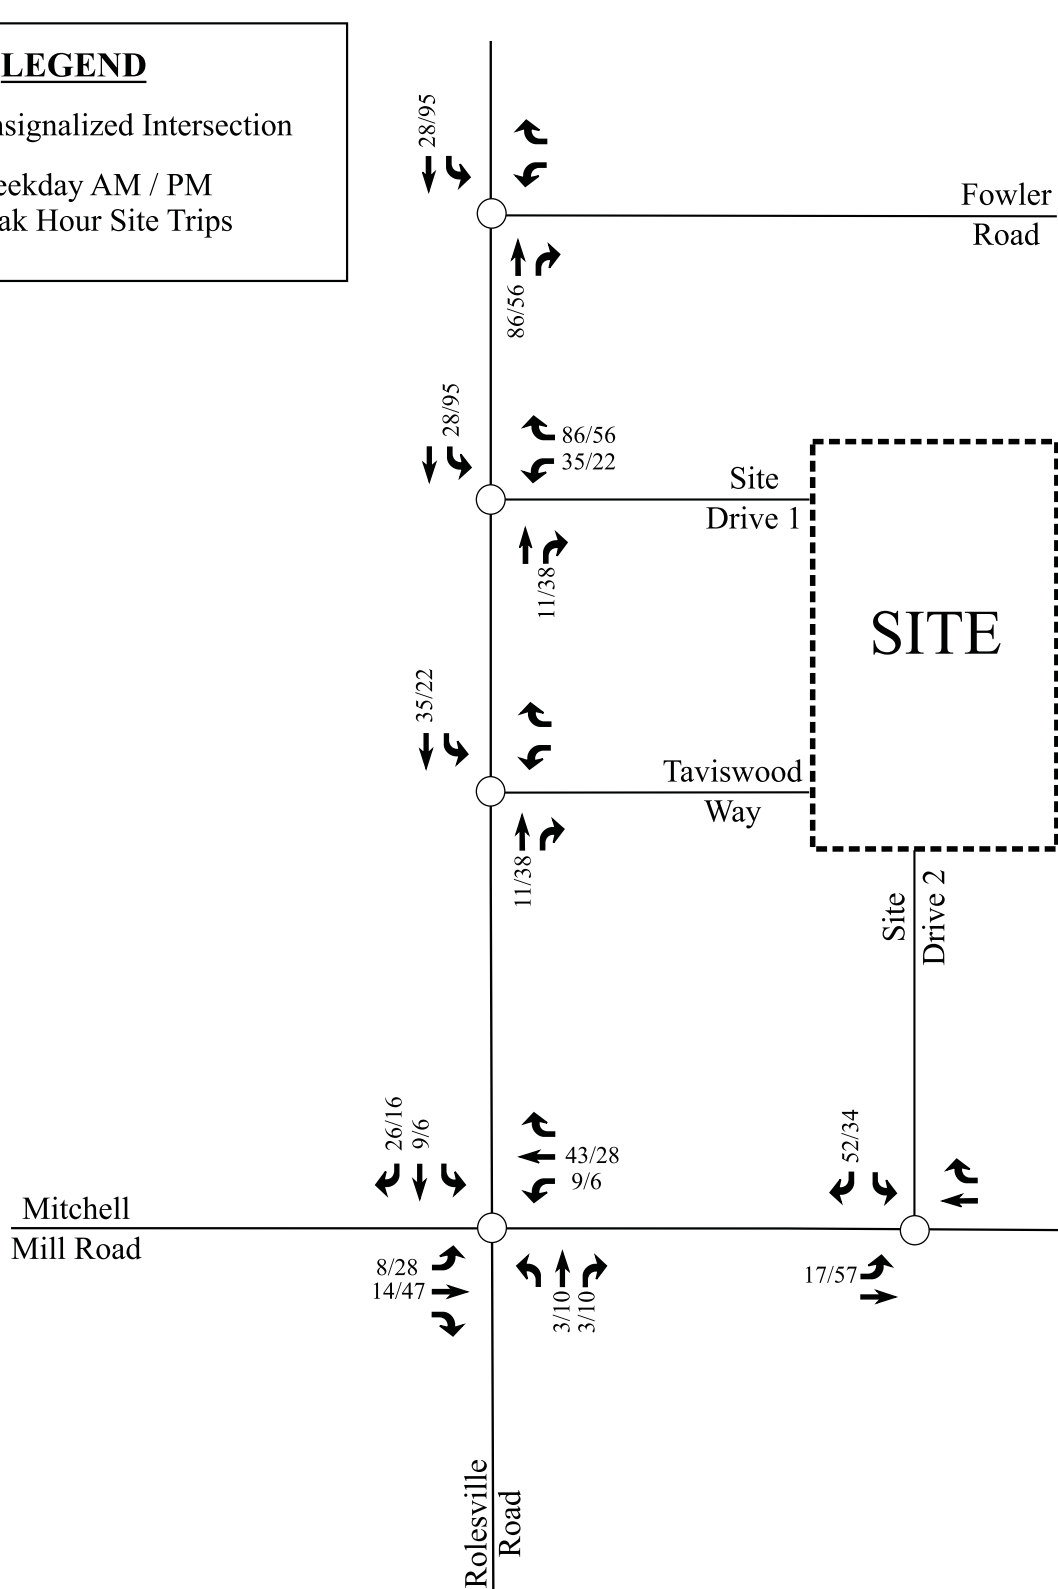 LEGEND
nsignalized Intersection
eekday AM / PM
ak Hour Site Trips
28/95
Fowler
Road
86/56
28/95
86/56
35/22
Site
Drive 1
11/38
SITE
35/22
Taviswood
Way
11/38
Site
Drive 2
26/16
9/6
43/28
9/6
52/34
Mitchell
Mill Road
8/28
14/47
3/10
3/10
17/57
Rolesville
Road